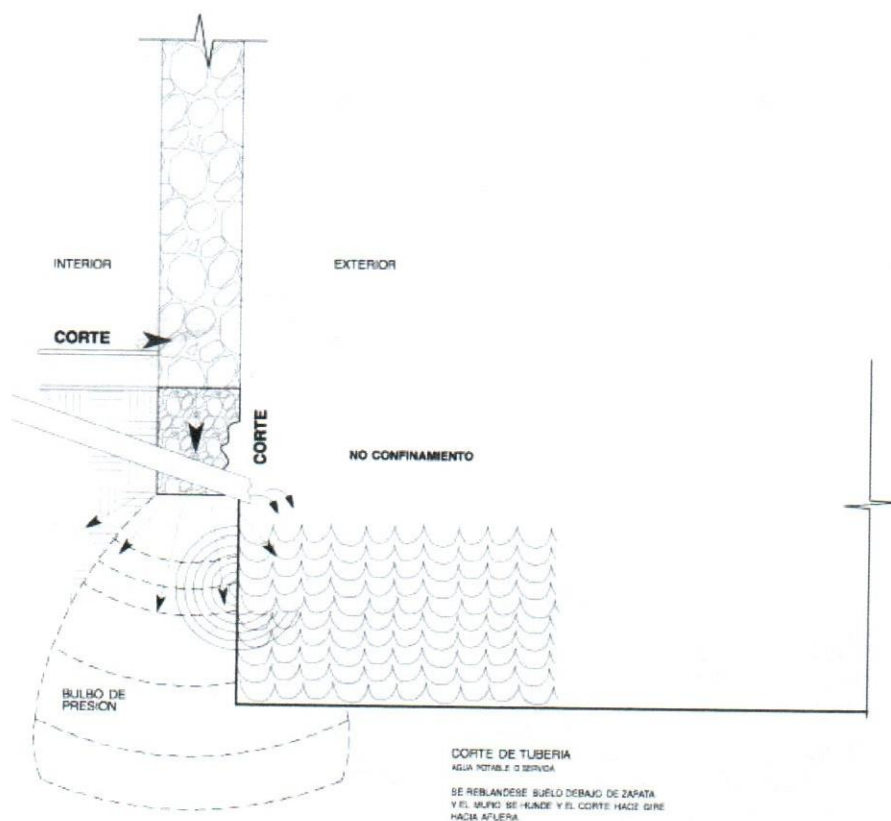 INTERIOR
EXTERIOR
CORTE
CORTE
NO CONFINAMIENTO
BULBO DE
PRESION
CORTE DE TUBERIA
AGUA POTABLE O SERVIDA
SE REBLANDESE SUELO DEBAJO DE ZAPATA
Y EL MURO SE HUNDE Y EL CORTE HACE GIRE
HACIA AFUERA